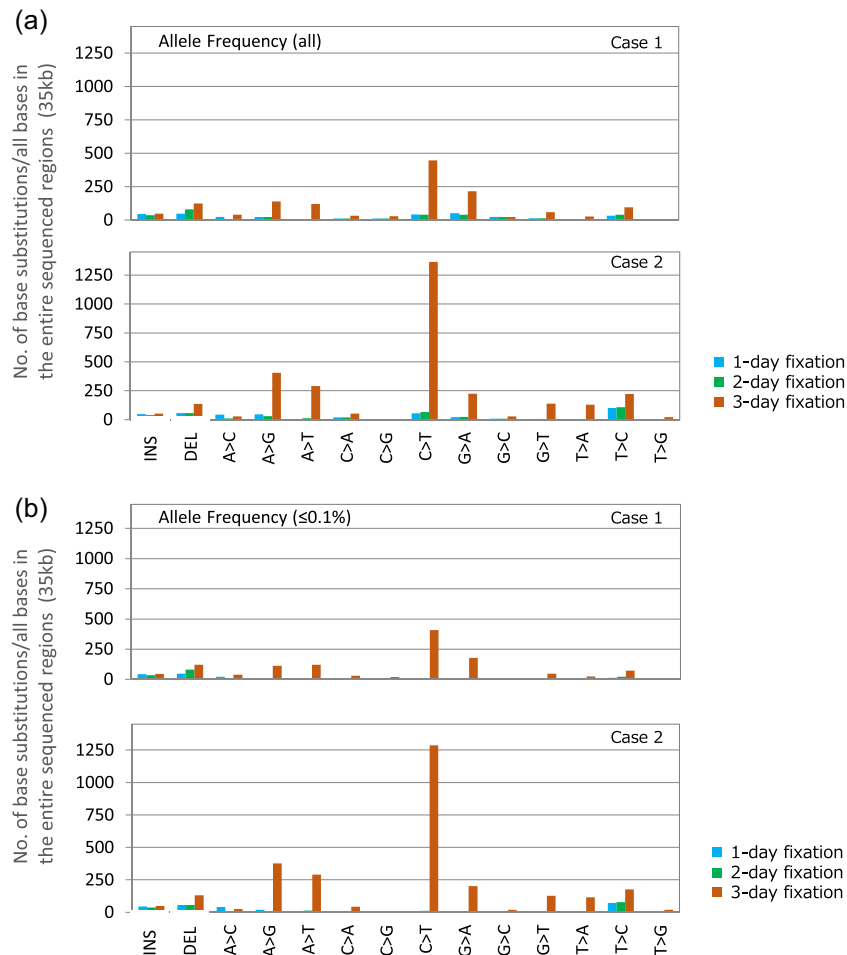 (a)
Allele Frequency (all)
Case 1
1250
1000
750
500
250
0
Case 2
1250
1000
750
500
250
0
No. of base substitutions/all bases in
the entire sequenced regions (35kb)
1-day fixation
2-day fixation
3-day fixation
INS
DEL
A>C
A>G
A>T
C>A
C>G
C>T
G>A
G>C
G>T
T>A
T>C
T>G
(b)
Allele Frequency (≤0.1%)
Case 1
1250
1000
750
500
250
0
Case 2
1250
1000
750
500
250
0
No. of base substitutions/all bases in
the entire sequenced regions (35kb)
1-day fixation
2-day fixation
3-day fixation
INS
DEL
A>C
A>G
A>T
C>A
C>G
C>T
G>A
G>C
G>T
T>A
T>C
T>G